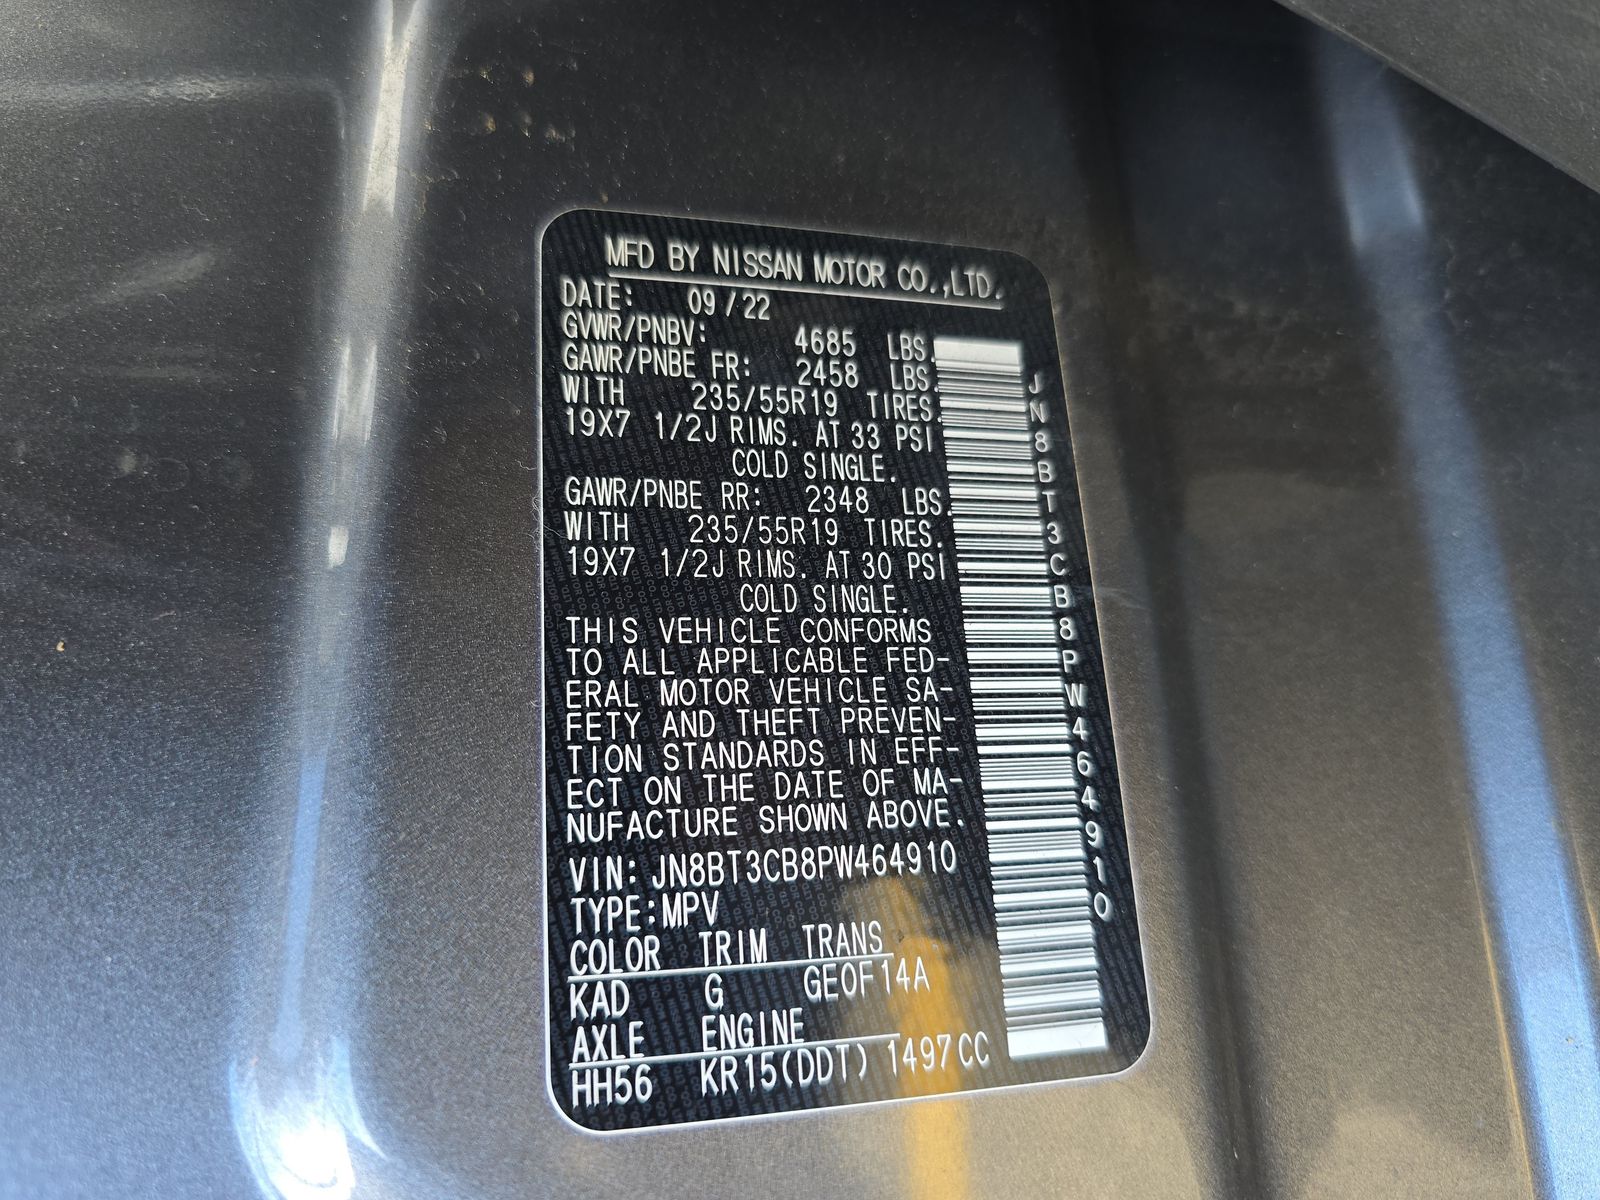 MFD BY NISSAN MOTOR CO.,LTD.
DATE: 09/22
GVWR/PNBV: 4685 LBS.
GAWR/PNBE FR: 2458 LBS.
WITH 235/55R19 TIRES.
19X7 1/2J RIMS. AT 33 PSI
COLD SINGLE.
GAWR/PNBE RR: 2348 LBS.
WITH 235/55R19 TIRES.
19X7 1/2J RIMS. AT 30 PSI
COLD SINGLE.
THIS VEHICLE CONFORMS
TO ALL APPLICABLE FED-
ERAL MOTOR VEHICLE SA-
FETY AND THEFT PREVEN-
TION STANDARDS IN EFF-
ECT ON THE DATE OF MA-
NUFACTURE SHOWN ABOVE.
VIN: JN8BT3CB8PW464910
TYPE:MPV
COLOR TRIM TRANS
KAD G GE0F14A
AXLE ENGINE
HH56 KR15(DDT) 1497CC
JN8BT3CB8PW464910